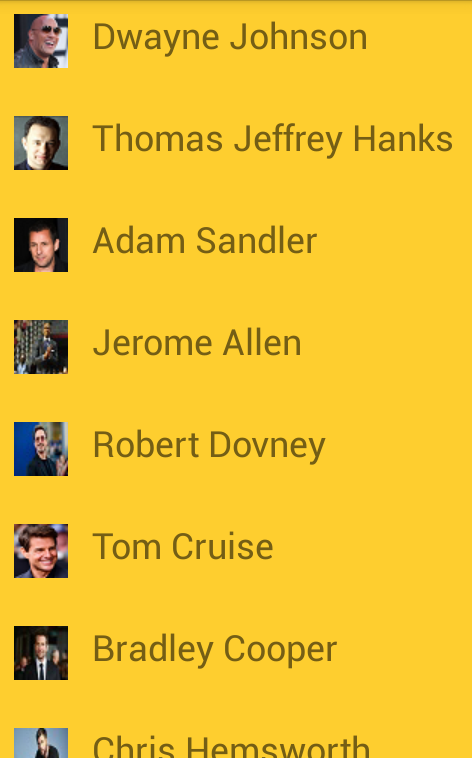 Dwayne Johnson
Thomas Jeffrey Hanks
Adam Sandler
Jerome Allen
Robert Dovney
Tom Cruise
Bradley Cooper
Chris Hemsworth